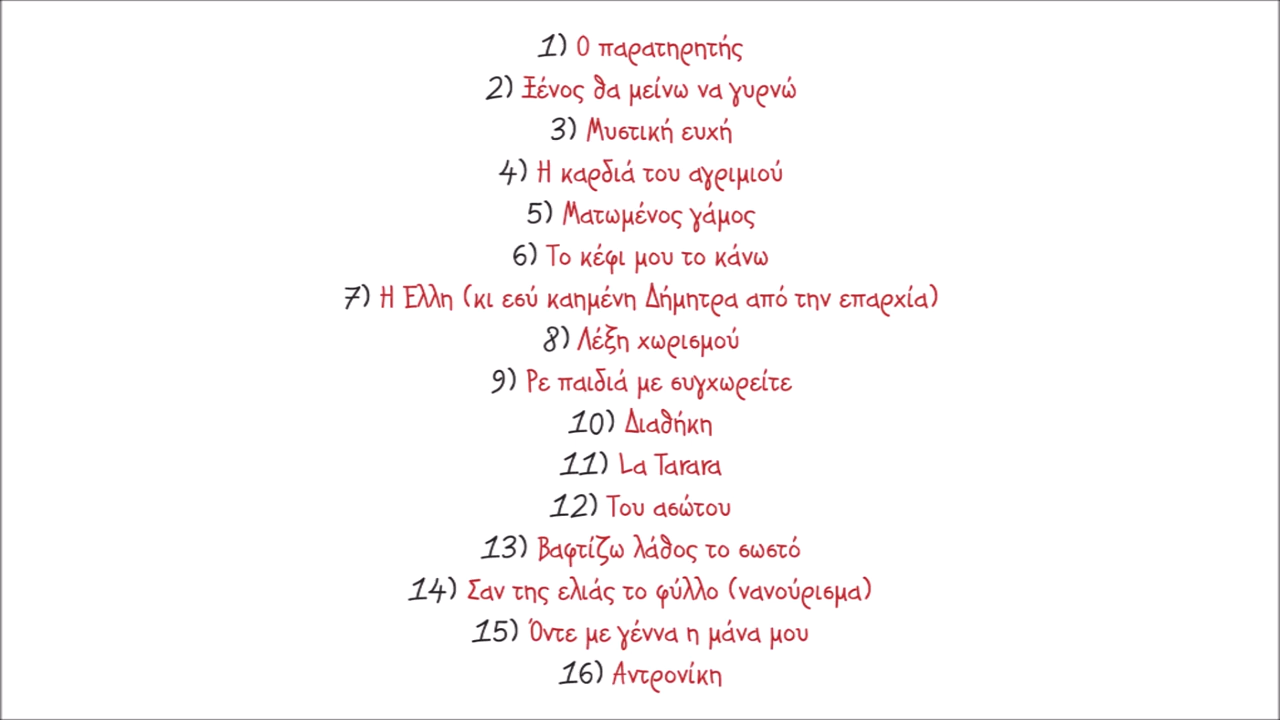 1) Ο παρατηρητής
2) Ξένος θα μείνω να γυρνώ
3) Μυστική ευχή
4) Η καρδιά του αγριμιού
5) Ματωμένος γάμος
6) Το κέφι μου το κάνω
7) Η Ελλη (κι εσύ καημένη Δήμητρα από την επαρχία)
8) Λέξη χωρισμού
9) Ρε παιδιά με συγχωρείτε
10) Διαθήκη
11) La Tarara
12) Του ασώτου
13) Βαφτίζω λάθος το σωστό
14) Σαν της ελιάς το φύλλο (νανούρισμα)
15) Όντε με γέννα η μάνα μου
16) Αντρονίκη